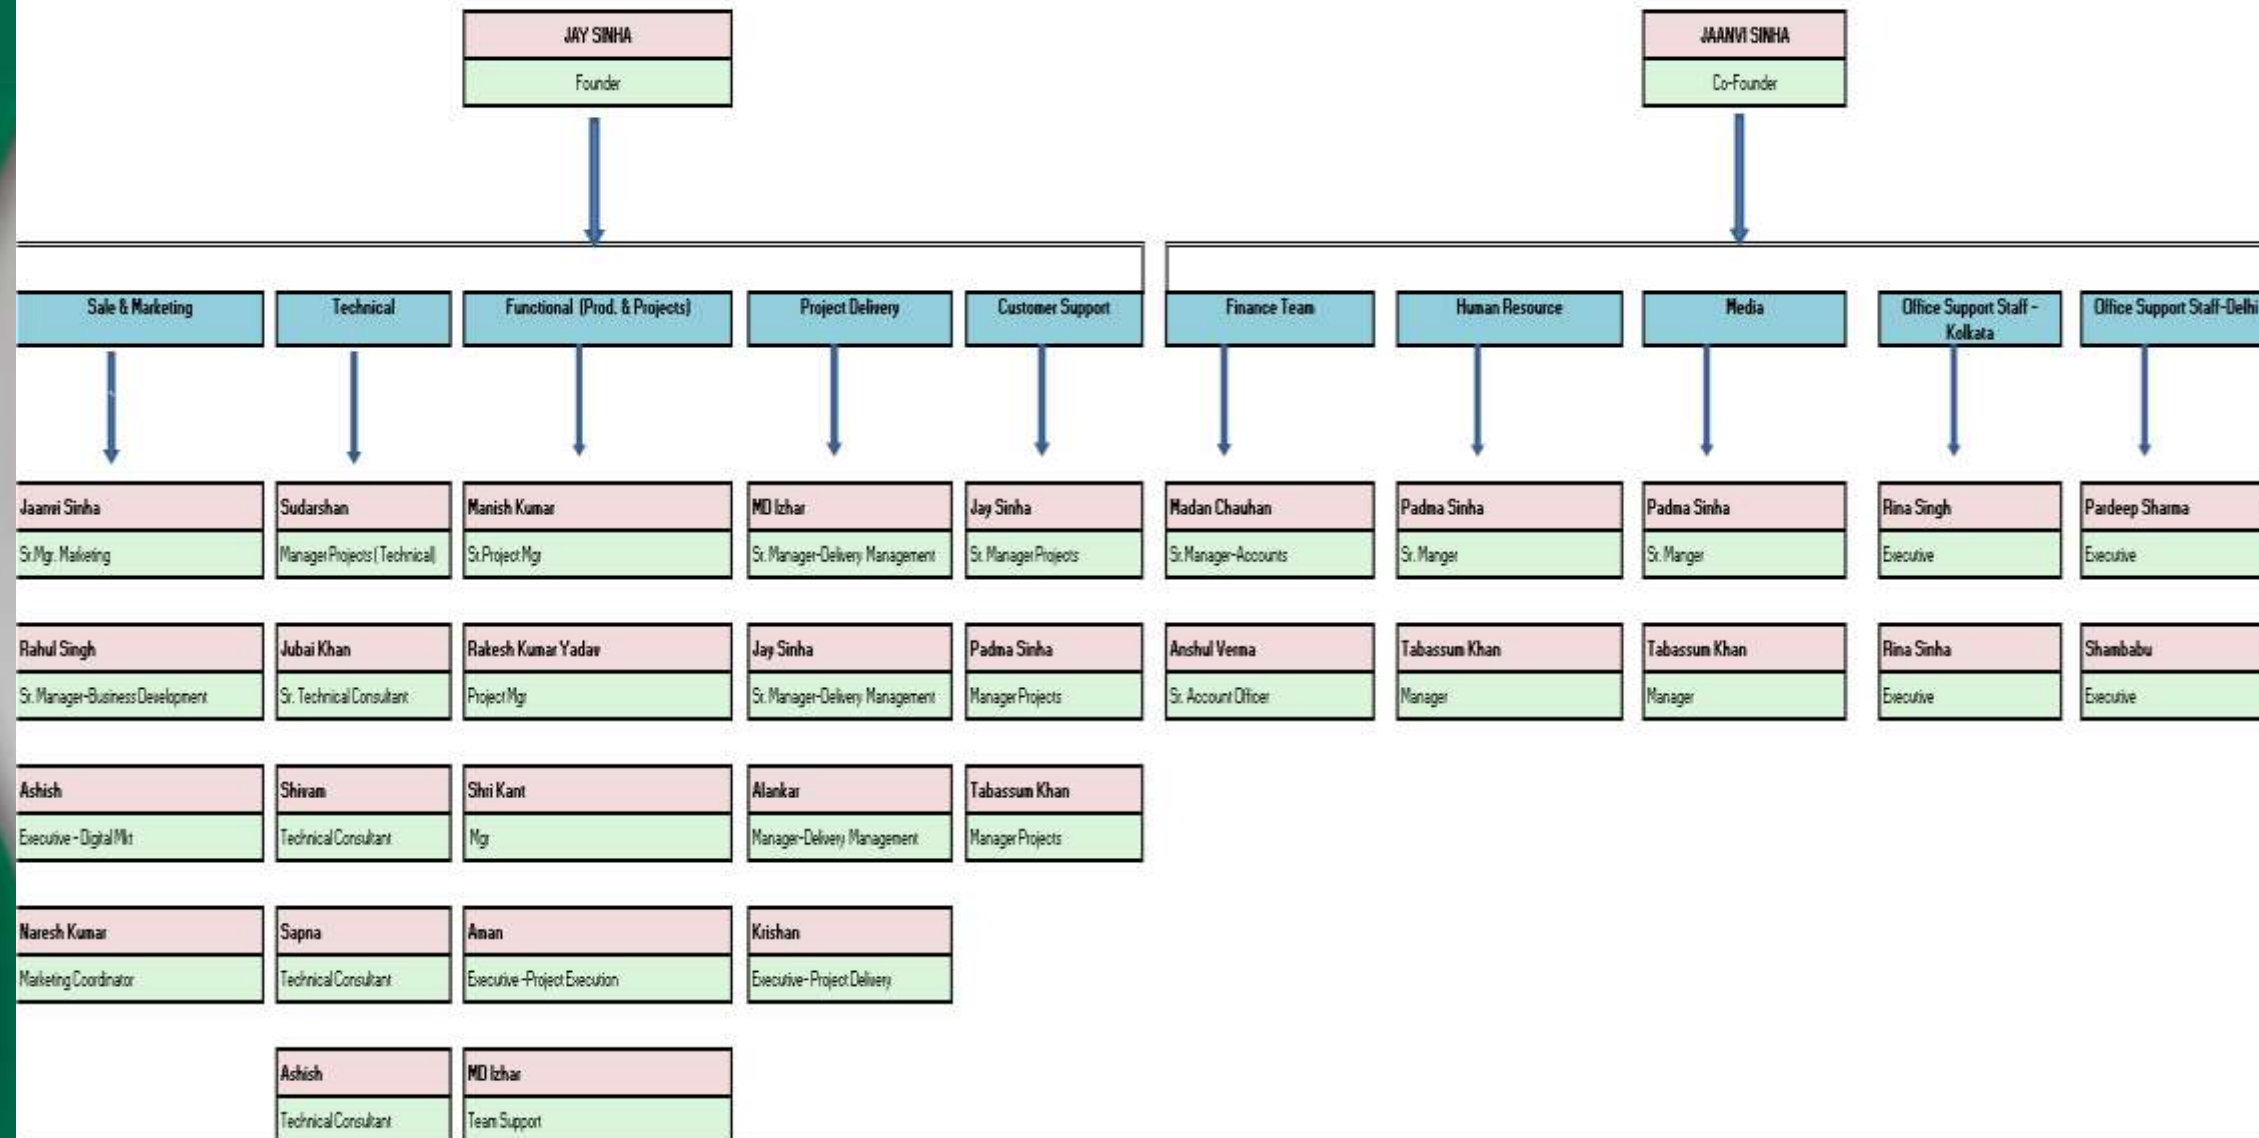 JAY SINHA
JAANVI SINHA
Founder
Co-Founder
Sale & Marketing
Technical
Functional (Prod. & Projects)
Project Delivery
Customer Support
Finance Team
Human Resource
Media
Office Support Staff -
Kolkata
Office Support Staff-Delhi
Jaanvi Sinha
Sudarshan
Manish Kumar
MD Izhar
Jay Sinha
Madan Chauhan
Padma Sinha
Padma Sinha
Rina Singh
Pardeep Sharma
Sr.Mgr. Marketing
Manager Projects ( Technical)
Sr.Project Mgr
Sr. Manager-Delivery Management
Sr. Manager Projects
Sr.Manager-Accounts
Sr. Manger
Sr. Manger
Executive
Executive
Rahul Singh
Jubai Khan
Rakesh Kumar Yadav
Jay Sinha
Padma Sinha
Anshul Verma
Tabassum Khan
Tabassum Khan
Rina Sinha
Shambabu
Sr. Manager-Business Development
Sr. Technical Consultant
Project Mgr
Sr. Manager-Delivery Management
Manager Projects
Sr. Account Officer
Manager
Manager
Executive
Executive
Ashish
Shivam
Shri Kant
Alankar
Tabassum Khan
Executive - Digital Mkt
Technical Consultant
Mgr
Manager-Delivery Management
Manager Projects
Naresh Kumar
Sapna
Aman
Krishan
Marketing Coordinator
Technical Consultant
Executive -Project Execution
Executive- Project Delivery
Ashish
MD Izhar
Technical Consultant
Team Support